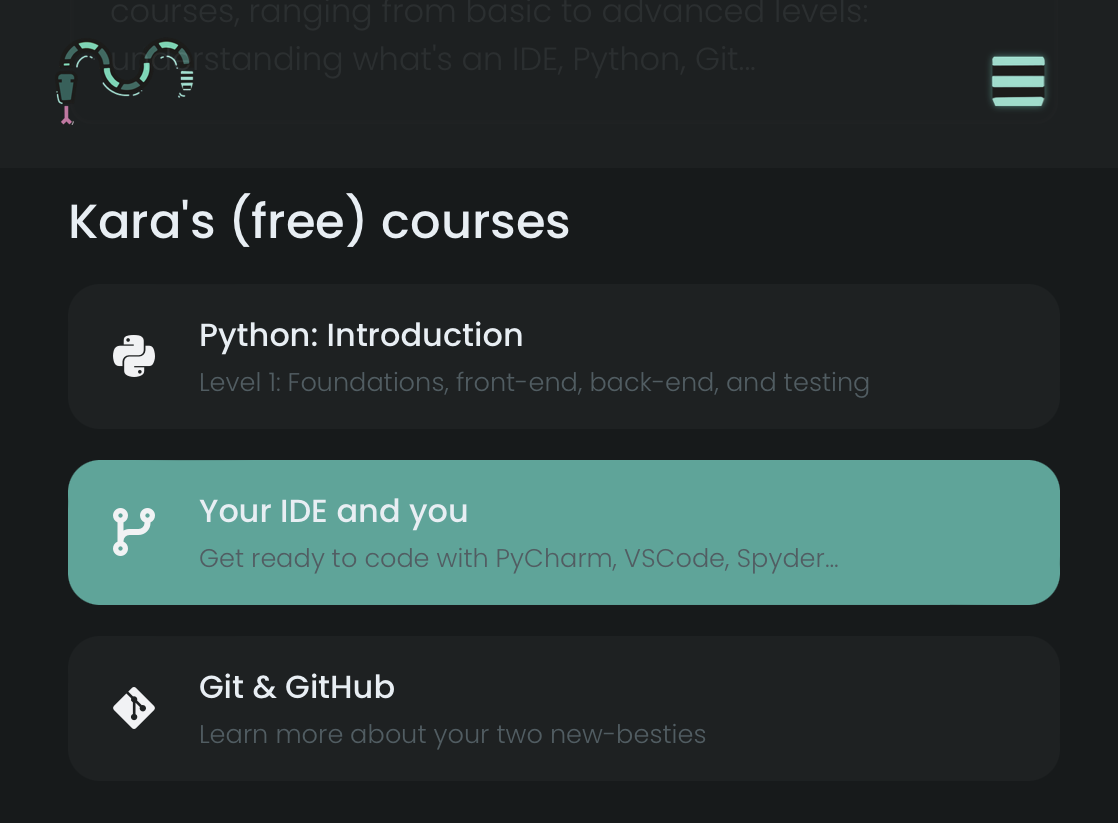 courses, ranging from basic to advanced levels:
understanding what's an IDE, Python, Git...
Kara's (free) courses
Python: Introduction
Level 1: Foundations, front-end, back-end, and testing
Your IDE and you
Get ready to code with PyCharm, VSCode, Spyder...
Git & GitHub
Learn more about your two new-besties